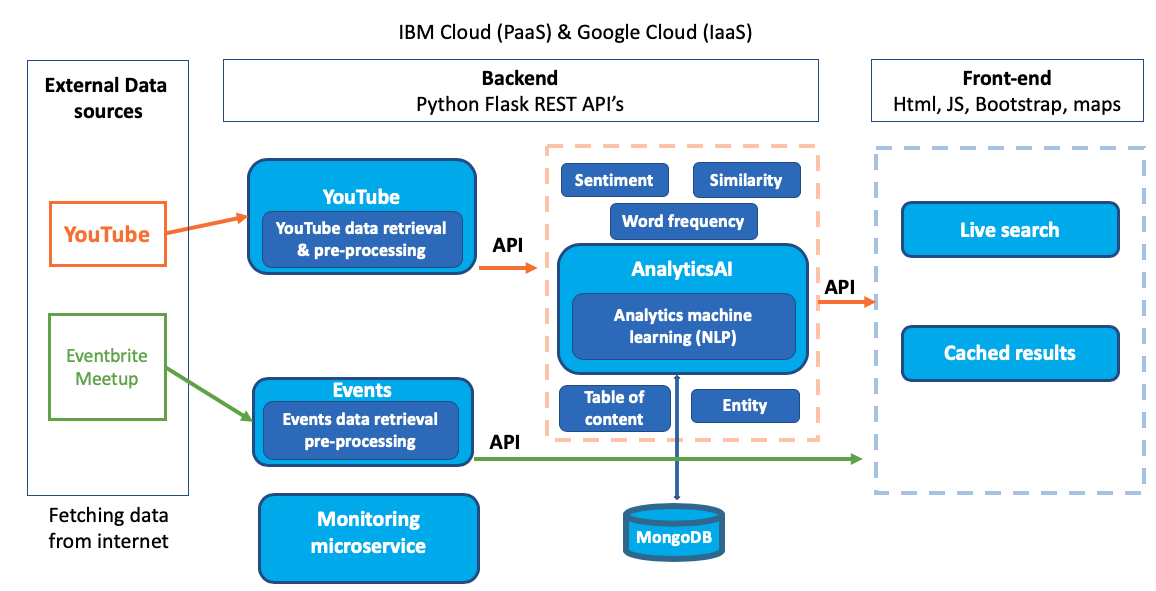 IBM Cloud (PaaS) & Google Cloud (IaaS)
External Data
sources
Backend
Python Flask REST API’s
Front-end
Html, JS, Bootstrap, maps
YouTube
Eventbrite
Meetup
Fetching data
from internet
YouTube
YouTube data retrieval
& pre-processing
API
Events
Events data retrieval
pre-processing
API
Monitoring
microservice
Sentiment
Similarity
Word frequency
AnalyticsAI
Analytics machine
learning (NLP)
Table of
content
Entity
MongoDB
API
Live search
Cached results